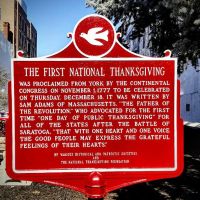 THE FIRST NATIONAL THANKSGIVING
WAS PROCLAIMED FROM YORK BY THE CONTINENTAL
CONGRESS ON NOVEMBER 1, 1777 TO BE CELEBRATED
ON THURSDAY, DECEMBER 18. IT WAS WRITTEN BY
SAM ADAMS OF MASSACHUSETTS, "THE FATHER OF
THE REVOLUTION," WHO ADVOCATED FOR THE FIRST
TIME "ONE DAY OF PUBLIC THANKSGIVING" FOR
ALL OF THE STATES AFTER THE BATTLE OF
SARATOGA, "THAT WITH ONE HEART AND ONE VOICE
THE GOOD PEOPLE MAY EXPRESS THE GRATEFUL
FEELINGS OF THEIR HEARTS."
BY VARIOUS HISTORICAL AND PATRIOTIC SOCIETIES
AND
THE NATIONAL THANKSGIVING FOUNDATION